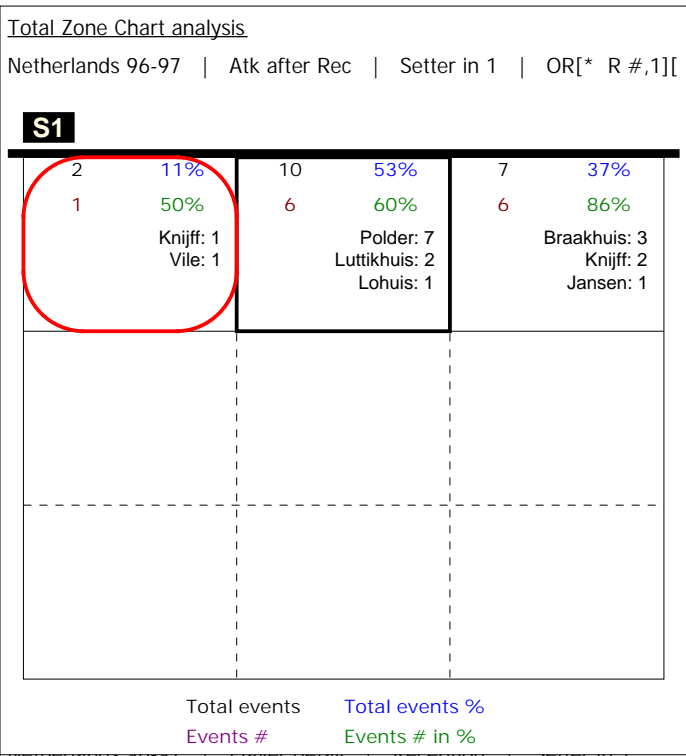 Total Zone Chart analysis
Netherlands 96-97 | Atk after Rec | Setter in 1 | OR[* R #,1][
S1
2 11% 10 53% 7 37%
1 50% 6 60% 6 86%
Knijff: 1 Polder: 7 Braakhuis: 3
Vile: 1 Luttikhuis: 2 Knijff: 2
Lohuis: 1 Jansen: 1
Total events Total events %
Events # Events # in %